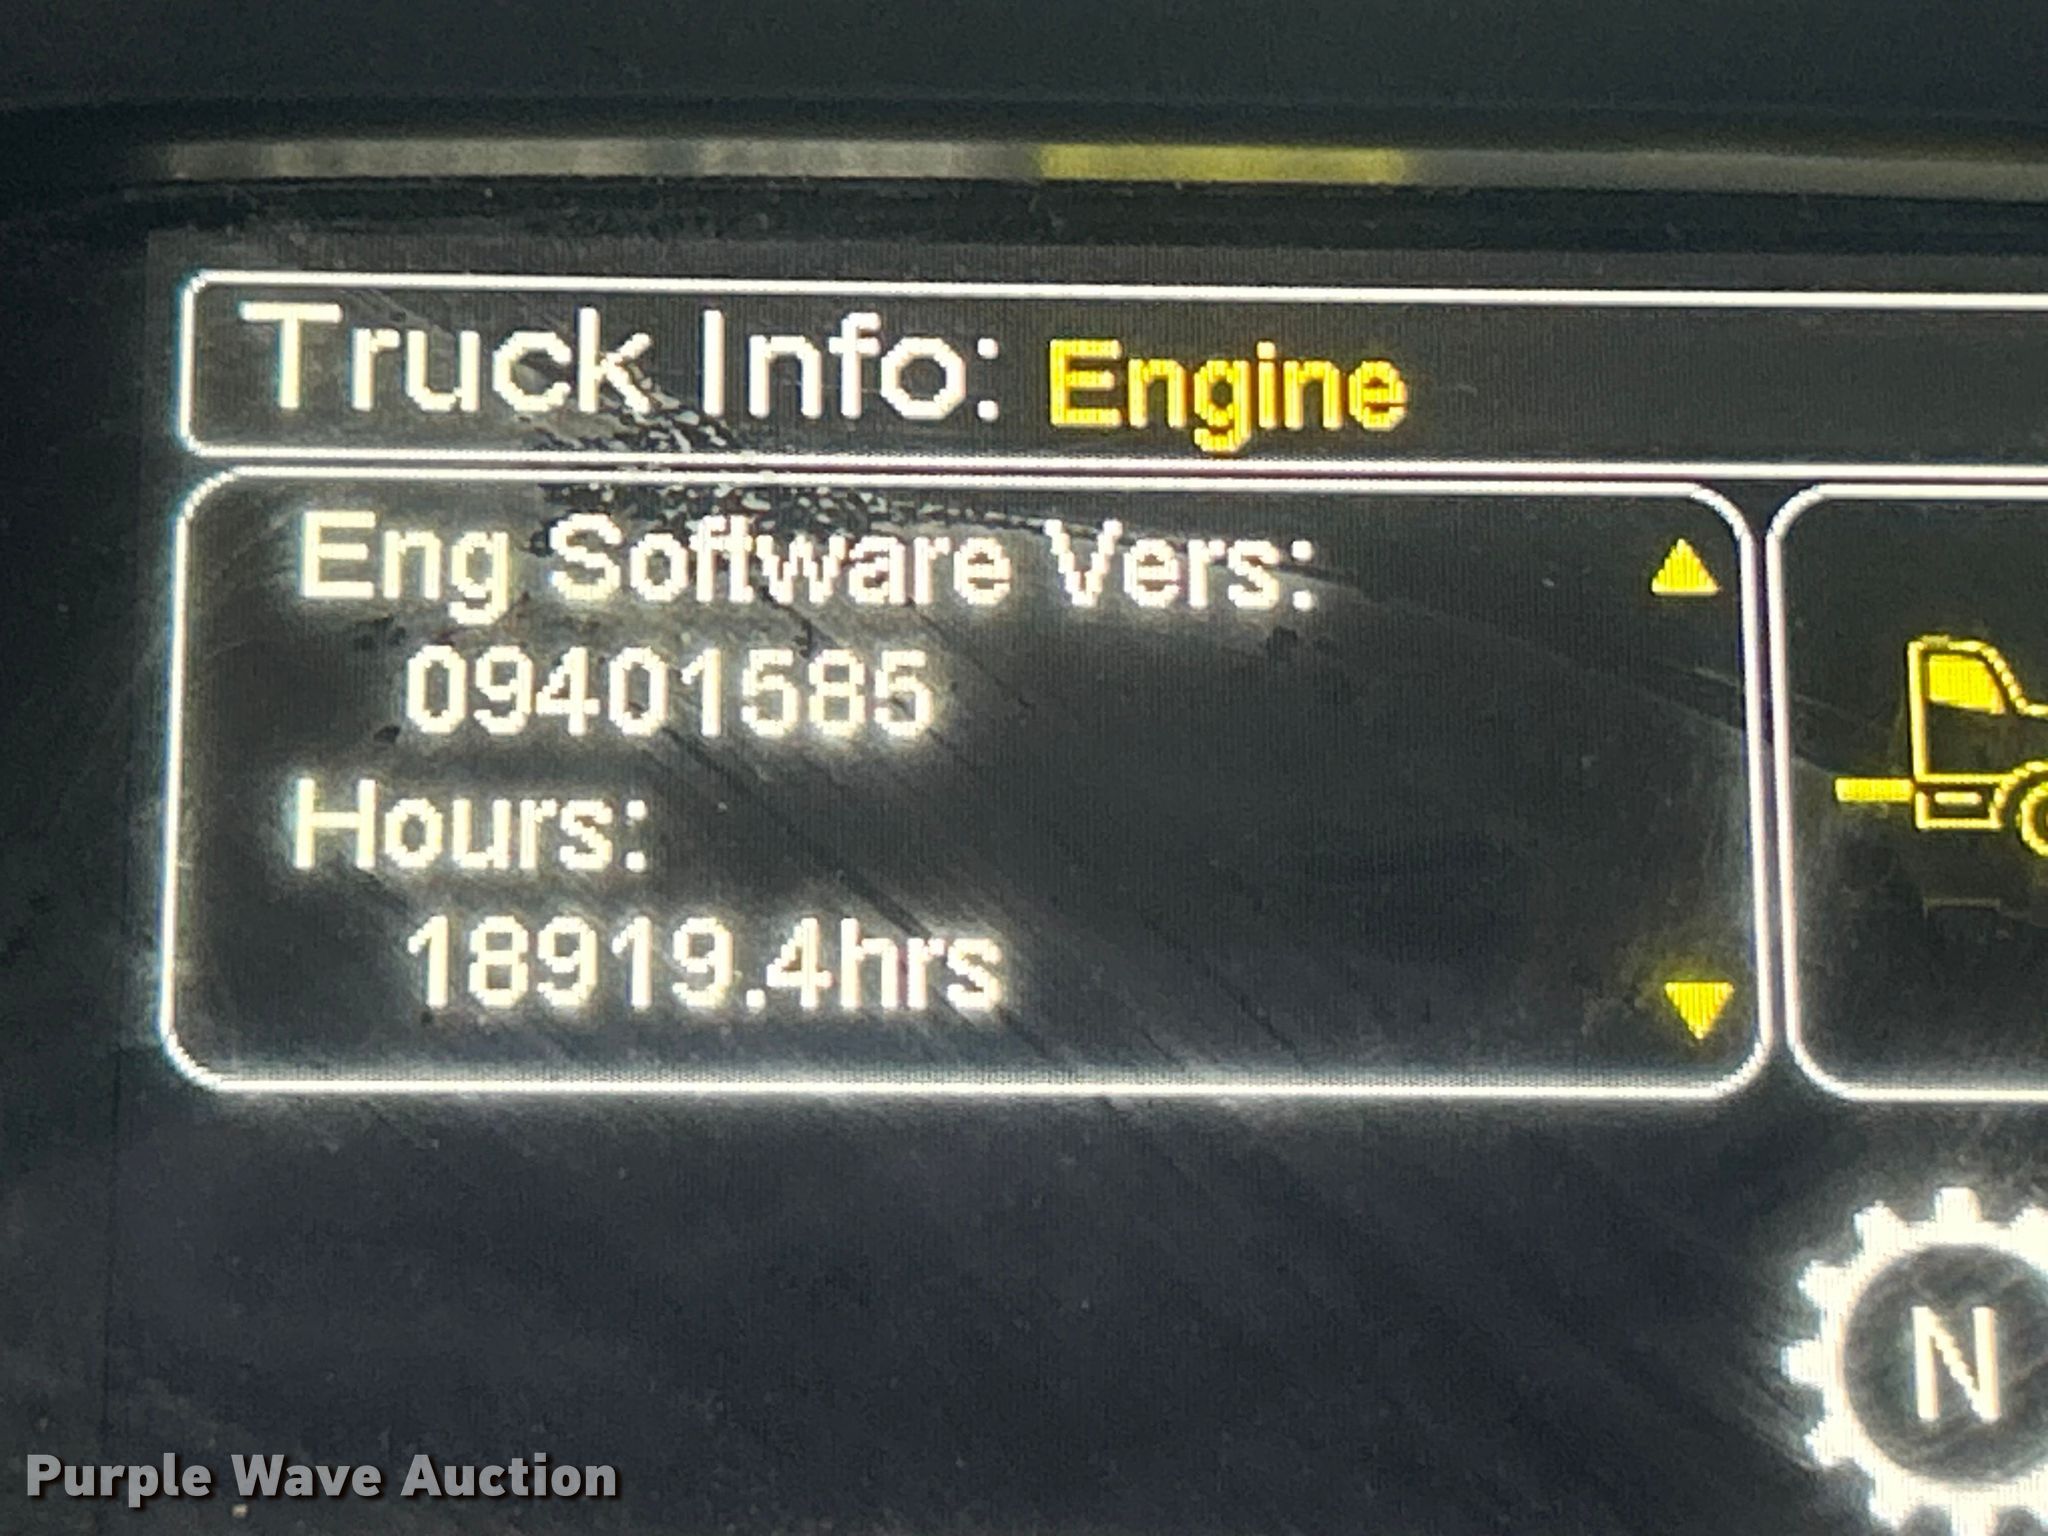 Truck Info: Engine
Eng Software Vers:
09401585
Hours:
18919.4hrs
N
Purple Wave Auction